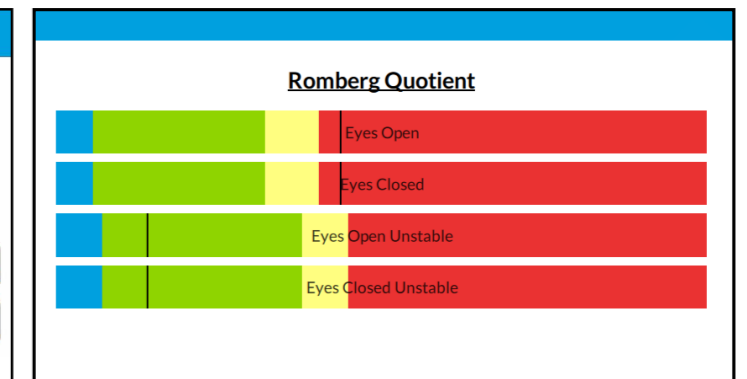 Romberg Quotient
Eyes Open
Eyes Closed
Eyes Open Unstable
Eyes Closed Unstable